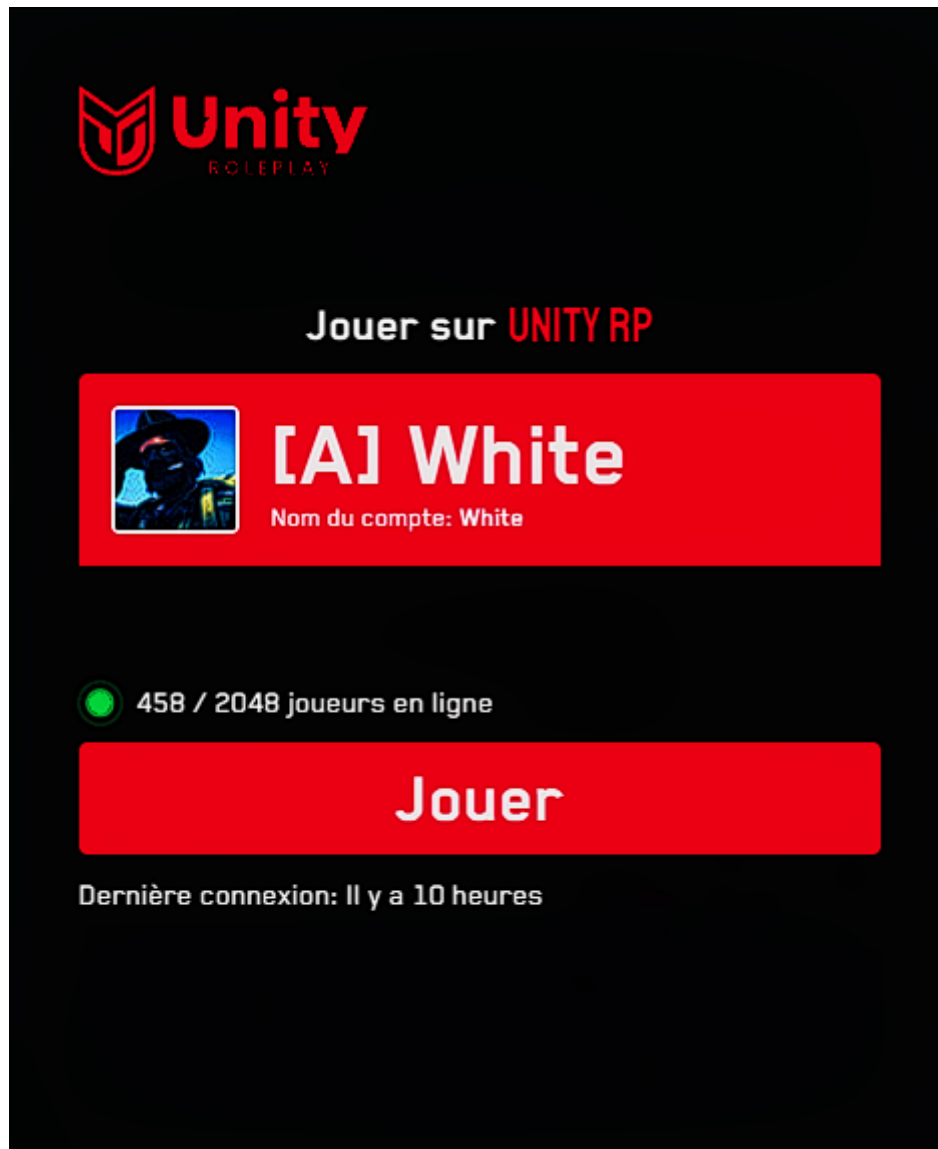 Unity
ROLEPLAY
Jouer sur UNITY RP
[A] White
Nom du compte: White
458 / 2048 joueurs en ligne
Jouer
Dernière connexion: Il y a 10 heures